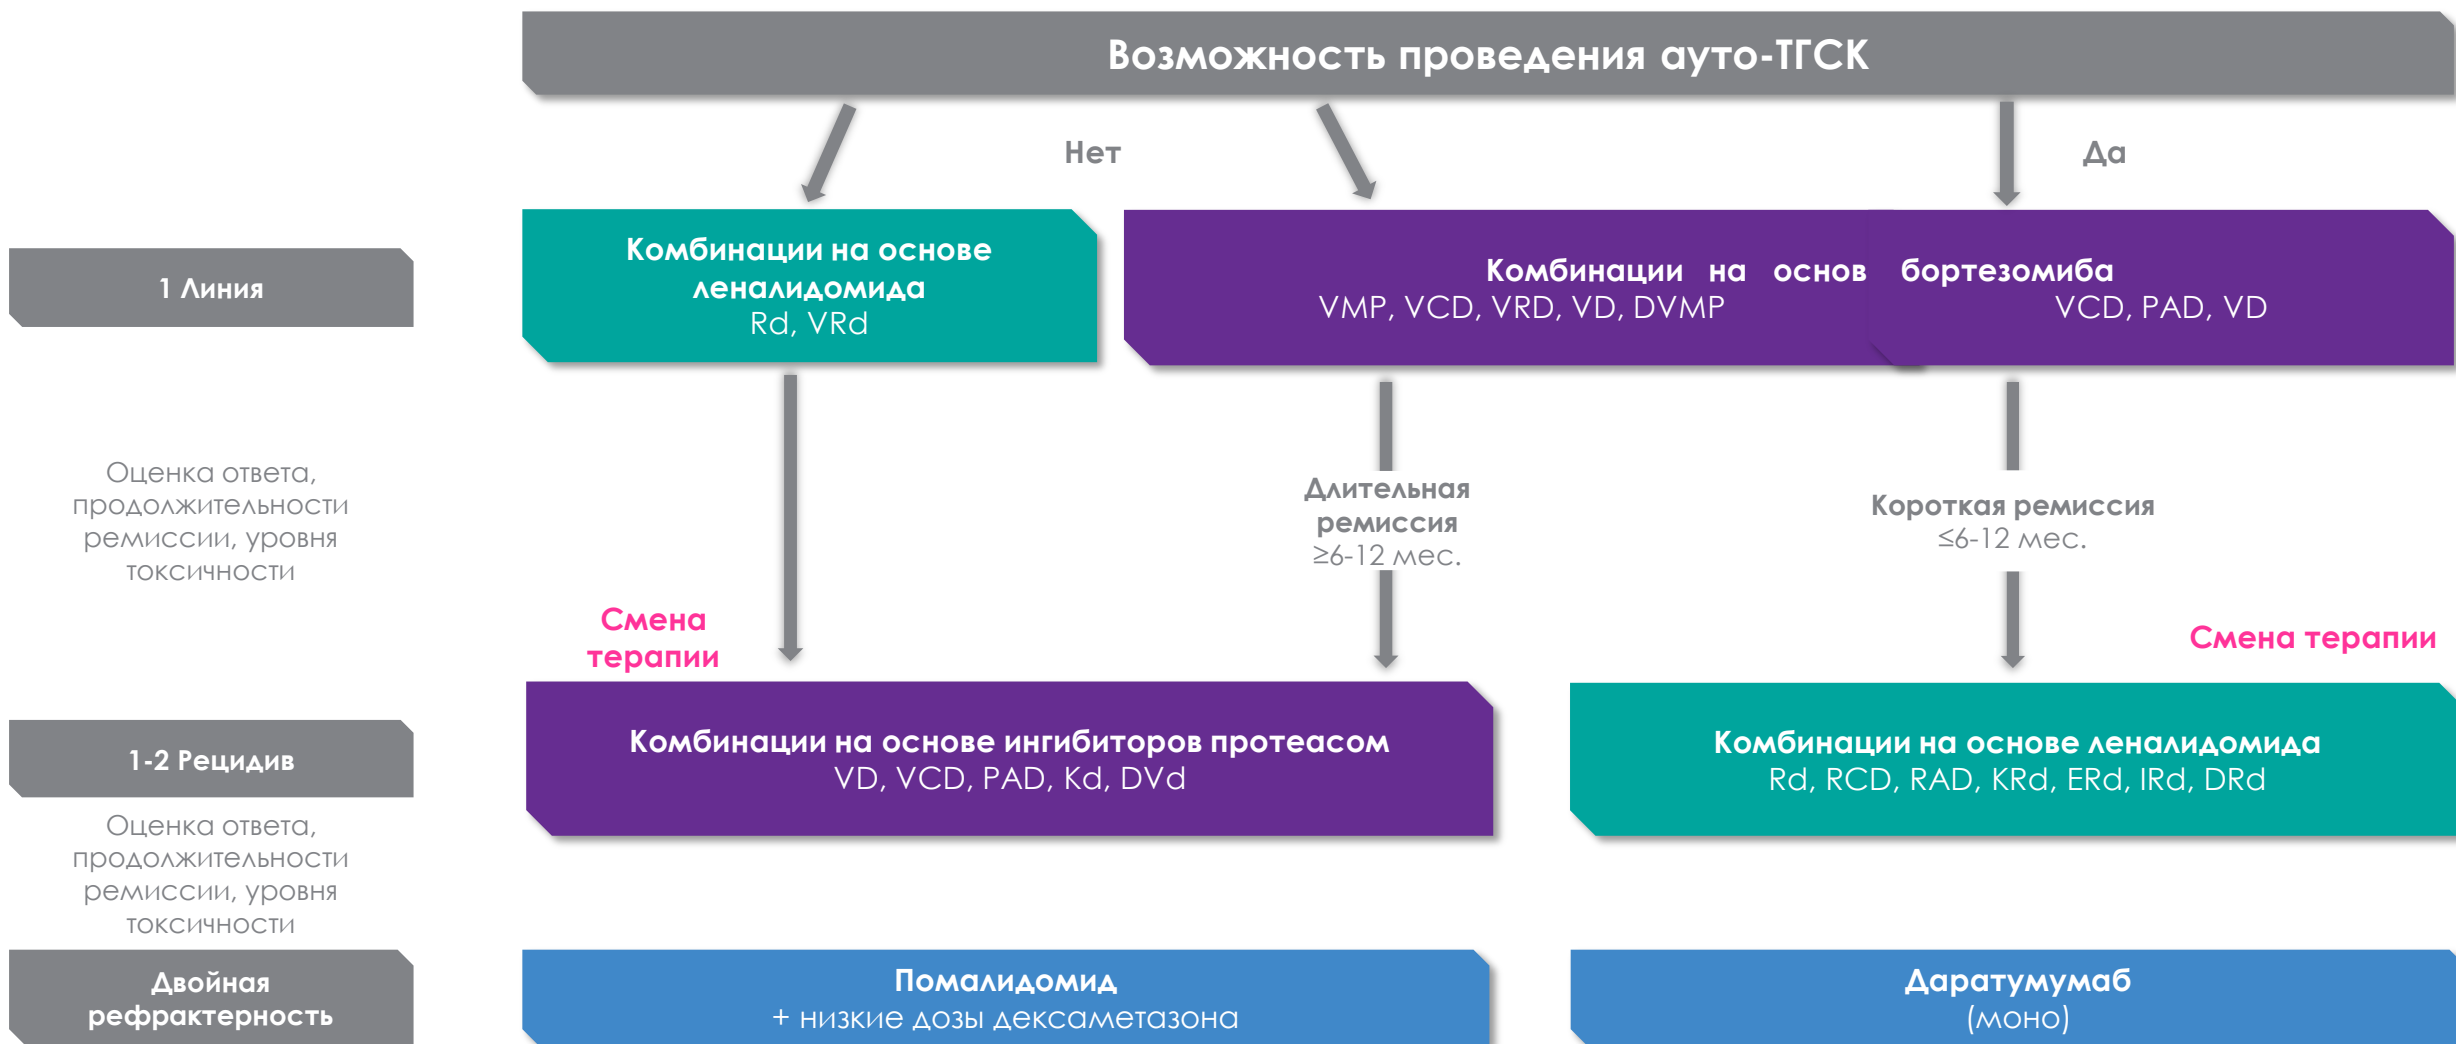 Возможность проведения ауто-ТГСК
Нет
Да
1 Линия
Комбинации на основе
леналидомида
Rd, VRd
Комбинации на основ бортезомиба
VMP, VCD, VRD, VD, DVMP
VCD, PAD, VD
Оценка ответа,
продолжительности
ремиссии, уровня
токсичности
Длительная
ремиссия
≥6-12 мес.
Короткая ремиссия
≤6-12 мес.
Смена
терапии
Смена терапии
1-2 Рецидив
Комбинации на основе ингибиторов протеасом
VD, VCD, PAD, Kd, DVd
Комбинации на основе леналидомида
Rd, RCD, RAD, KRd, ERd, IRd, DRd
Оценка ответа,
продолжительности
ремиссии, уровня
токсичности
Двойная
рефрактерность
Помалидомид
+ низкие дозы дексаметазона
Даратумумаб
(моно)